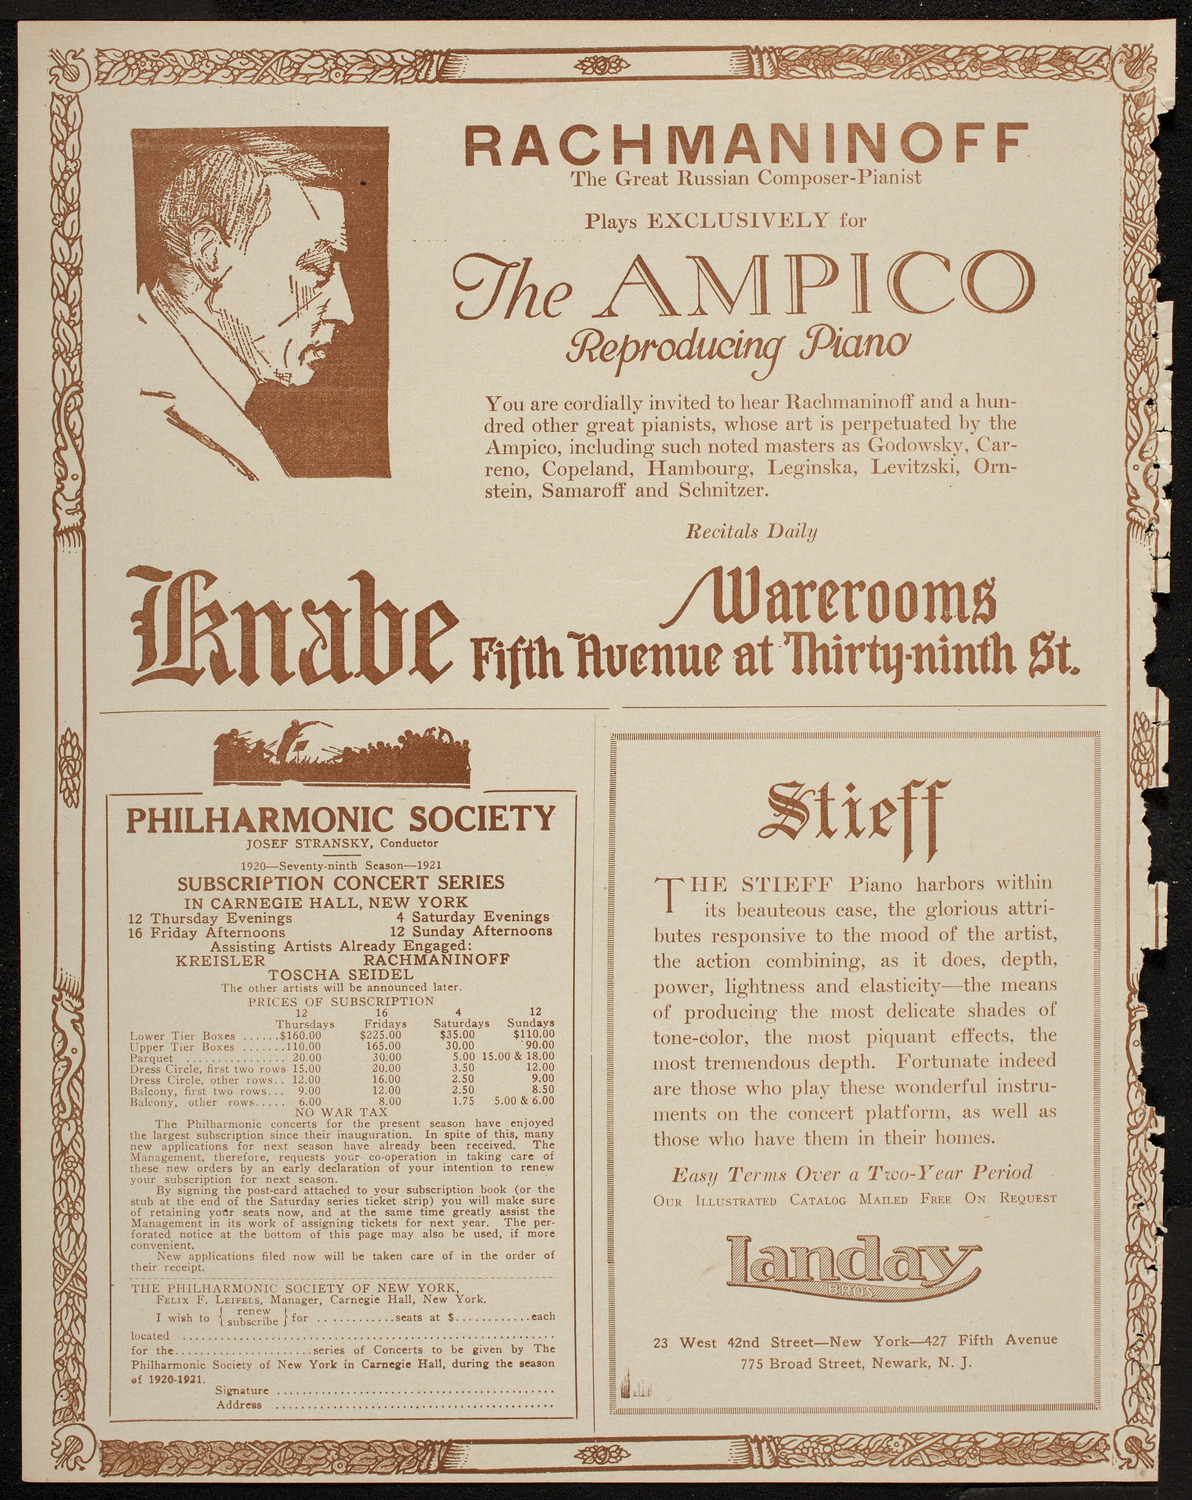 RACHMANINOFF
The Great Russian Composer-Pianist
Plays EXCLUSIVELY for
The AMPICO
Reproducing Piano
You are cordially invited to hear Rachmaninoff and a hun-
dred other great pianists, whose art is perpetuated by the
Ampico, including such noted masters as Godowsky, Car-
reno, Copeland, Hambourg, Leginska, Levitzski, Orn-
stein, Samaroff and Schnitzer.
Recitals Daily
Knabe Warerooms
Fifth Avenue at Thirty-ninth St.
PHILHARMONIC SOCIETY
JOSEF STRANSKY, Conductor
1920—Seventy-ninth Season—1921
SUBSCRIPTION CONCERT SERIES
IN CARNEGIE HALL, NEW YORK
12 Thursday Evenings 4 Saturday Evenings
16 Friday Afternoons 12 Sunday Afternoons
Assisting Artists Already Engaged:
KREISLER RACHMANINOFF
TOSCHA SEIDEL
The other artists will be announced later.
PRICES OF SUBSCRIPTION
12 16 4 12
Thursdays Fridays Saturdays Sundays
Lower Tier Boxes ......$160.00 $225.00 $35.00 $110.00
Upper Tier Boxes .......110.00 165.00 30.00 90.00
Parquet ................ 20.00 30.00 5.00 15.00 & 18.00
Dress Circle, first two rows 15.00 20.00 3.50 12.00
Dress Circle, other rows.. 12.00 16.00 2.50 9.00
Balcony, first two rows... 9.00 12.00 2.50 8.50
Balcony, other rows..... 6.00 8.00 1.75 5.00 & 6.00
NO WAR TAX
The Philharmonic concerts for the present season have enjoyed
the largest subscription since their inauguration. In spite of this, many
new applications for next season have already been received. The
Management, therefore, requests your co-operation in taking care of
these new orders by an early declaration of your intention to renew
your subscription for next season.
By signing the post-card attached to your subscription book (or the
stub at the end of the Saturday series ticket strip) you will make sure
of retaining your seats now, and at the same time greatly assist the
Management in its work of assigning tickets for next year. The per-
forated notice at the bottom of this page may also be used, if more
convenient.
New applications filed now will be taken care of in the order of
their receipt.
THE PHILHARMONIC SOCIETY OF NEW YORK,
FELIX F. LEIFELS, Manager, Carnegie Hall, New York.
I wish to { renew subscribe } for .............seats at $............each
located ..........................................................
for the......................series of Concerts to be given by The
Philharmonic Society of New York in Carnegie Hall, during the season
of 1920-1921.
Signature ............................................
Address ............................................
Stieff
THE STIEFF Piano harbors within
its beauteous case, the glorious attri-
butes responsive to the mood of the artist,
the action combining, as it does, depth,
power, lightness and elasticity—the means
of producing the most delicate shades of
tone-color, the most piquant effects, the
most tremendous depth. Fortunate indeed
are those who play these wonderful instru-
ments on the concert platform, as well as
those who have them in their homes.
Easy Terms Over a Two-Year Period
OUR ILLUSTRATED CATALOG MAILED FREE ON REQUEST
Landay
BROS.
23 West 42nd Street—New York—427 Fifth Avenue
775 Broad Street, Newark, N. J.